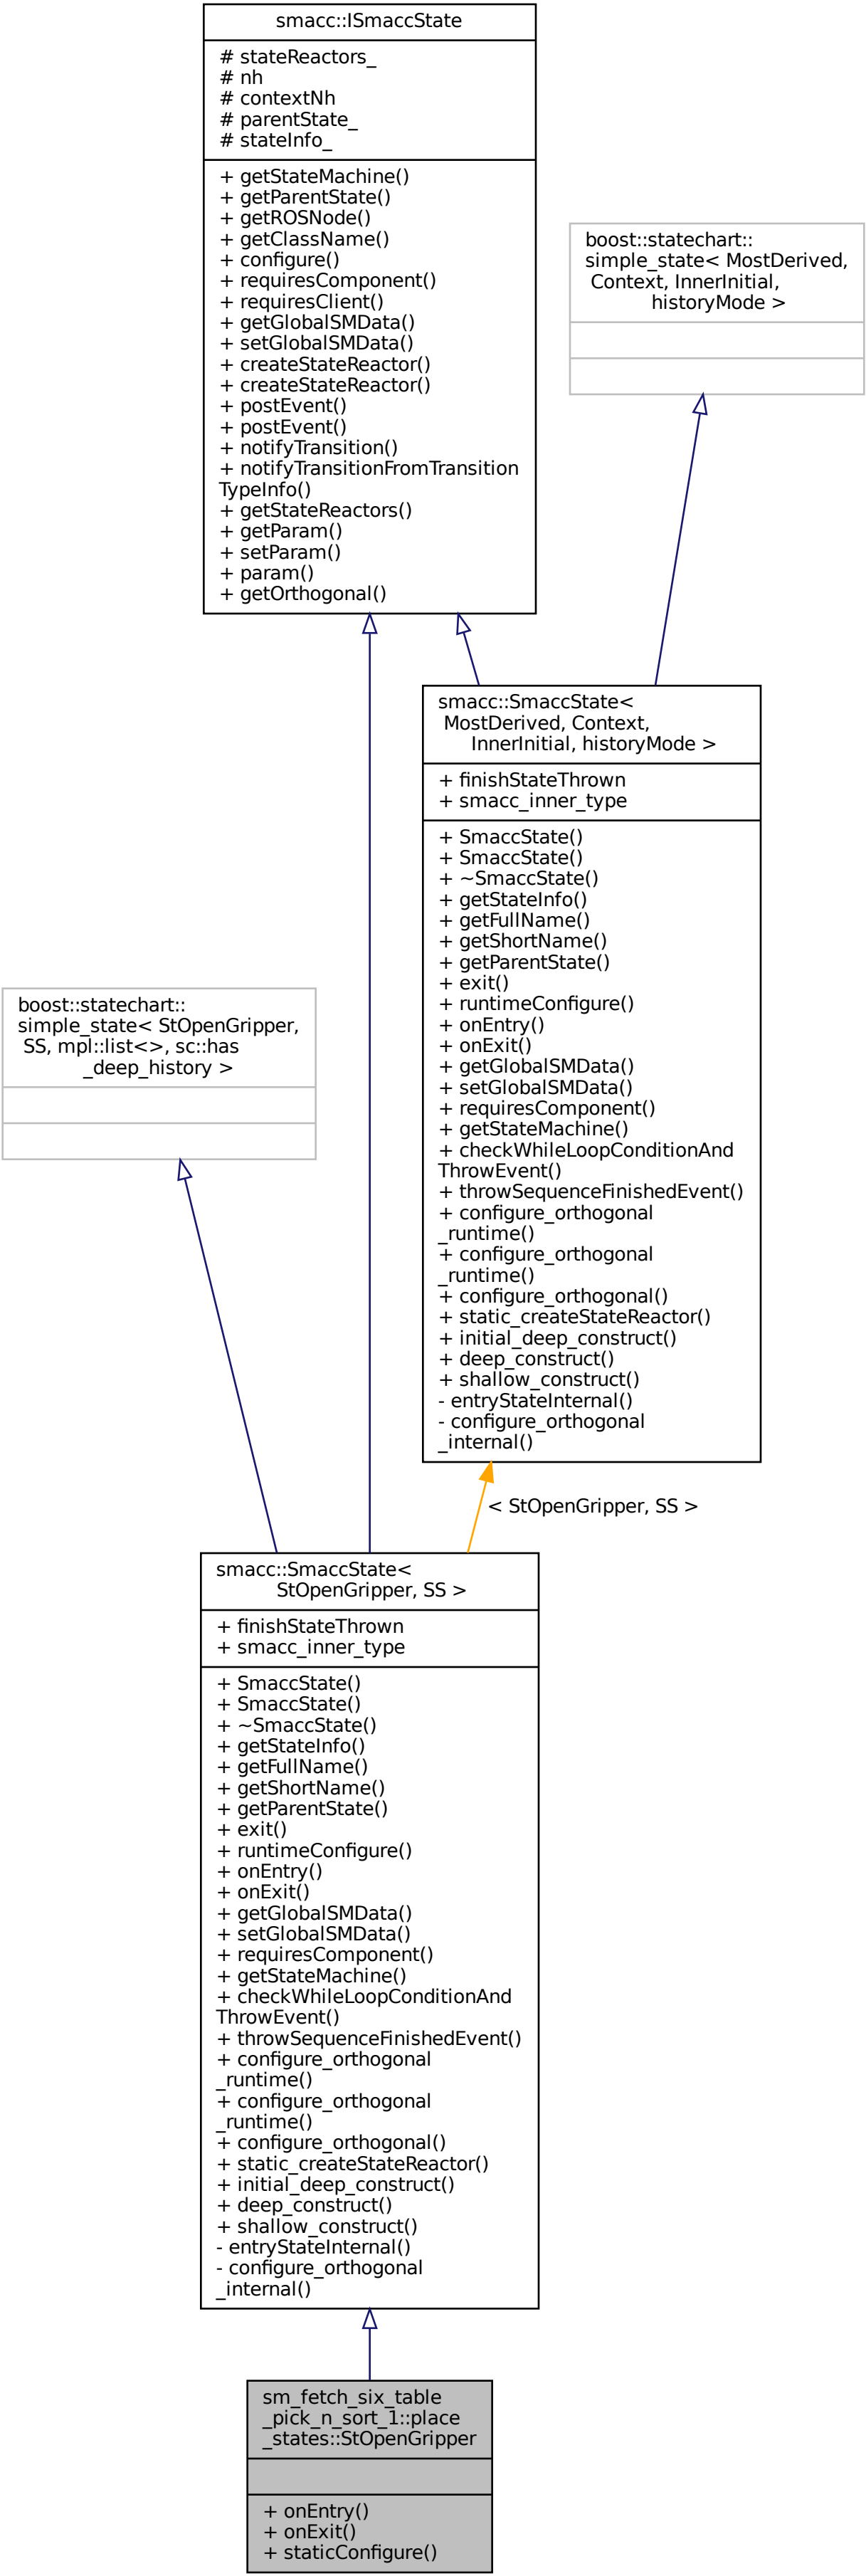 smacc::ISmaccState
# stateReactors_
# nh
# contextNh
# parentState_
# stateInfo_
+ getStateMachine()
+ getParentState()
+ getROSNode()
+ getClassName()
+ configure()
+ requiresComponent()
+ requiresClient()
+ getGlobalSMData()
+ setGlobalSMData()
+ createStateReactor()
+ createStateReactor()
+ postEvent()
+ postEvent()
+ notifyTransition()
+ notifyTransitionFromTransition
TypeInfo()
+ getStateReactors()
+ getParam()
+ setParam()
+ param()
+ getOrthogonal()
boost::statechart::
simple_state< MostDerived,
Context, InnerInitial,
historyMode >
smacc::SmaccState<
MostDerived, Context,
InnerInitial, historyMode >
+ finishStateThrown
+ smacc_inner_type
+ SmaccState()
+ SmaccState()
+ ~SmaccState()
+ getStateInfo()
+ getFullName()
+ getShortName()
+ getParentState()
+ exit()
+ runtimeConfigure()
+ onEntry()
+ onExit()
+ getGlobalSMData()
+ setGlobalSMData()
+ requiresComponent()
+ getStateMachine()
+ checkWhileLoopConditionAnd
ThrowEvent()
+ throwSequenceFinishedEvent()
+ configure_orthogonal
_runtime()
+ configure_orthogonal
_runtime()
+ configure_orthogonal()
+ static_createStateReactor()
+ initial_deep_construct()
+ deep_construct()
+ shallow_construct()
- entryStateInternal()
- configure_orthogonal
_internal()
boost::statechart::
simple_state< StOpenGripper,
SS, mpl::list<>, sc::has
_deep_history >
< StOpenGripper, SS >
smacc::SmaccState<
StOpenGripper, SS >
+ finishStateThrown
+ smacc_inner_type
+ SmaccState()
+ SmaccState()
+ ~SmaccState()
+ getStateInfo()
+ getFullName()
+ getShortName()
+ getParentState()
+ exit()
+ runtimeConfigure()
+ onEntry()
+ onExit()
+ getGlobalSMData()
+ setGlobalSMData()
+ requiresComponent()
+ getStateMachine()
+ checkWhileLoopConditionAnd
ThrowEvent()
+ throwSequenceFinishedEvent()
+ configure_orthogonal
_runtime()
+ configure_orthogonal
_runtime()
+ configure_orthogonal()
+ static_createStateReactor()
+ initial_deep_construct()
+ deep_construct()
+ shallow_construct()
- entryStateInternal()
- configure_orthogonal
_internal()
sm_fetch_six_table
_pick_n_sort_1::place
_states::StOpenGripper
+ onEntry()
+ onExit()
+ staticConfigure()